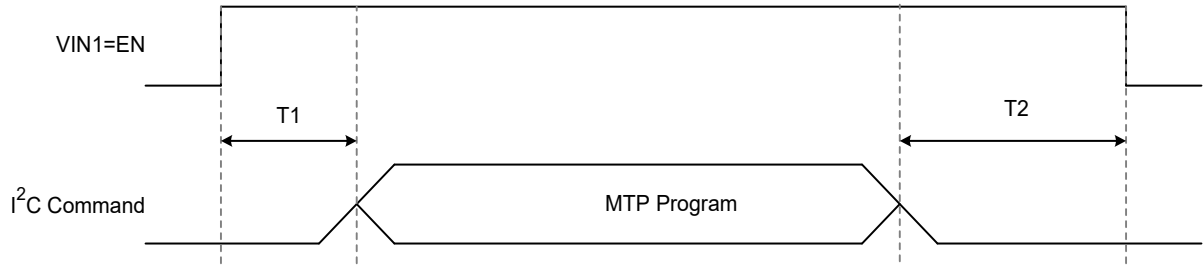 VIN1=EN
T1
T2
I²C Command
MTP Program